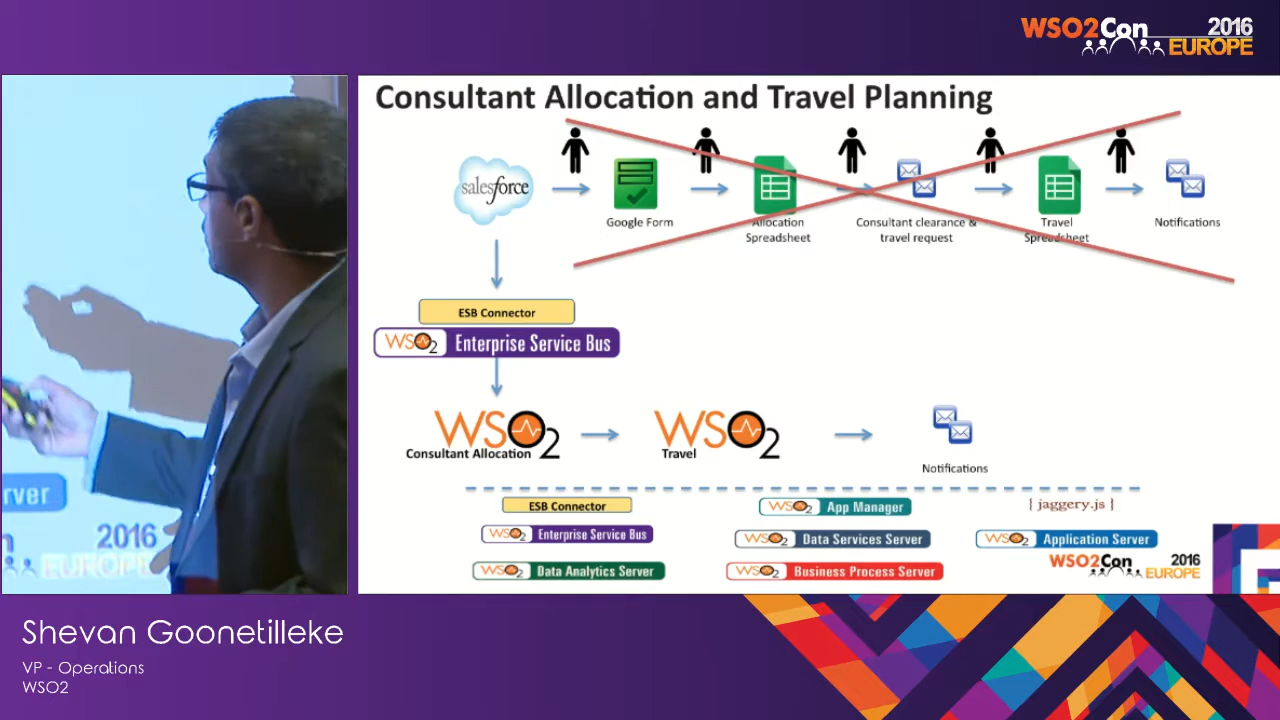 WSO2Con 2016
EUROPE
Consultant Allocation and Travel Planning
salesforce
Google Form
Allocation
Spreadsheet
Consultant clearance &
travel request
Travel
Spreadsheet
Notifications
ESB Connector
WSO2 Enterprise Service Bus
WSO2
Consultant Allocation
WSO2
Travel
Notifications
ESB Connector
WSO2 App Manager
{ jaggery.js }
WSO2 Enterprise Service Bus
WSO2 Data Services Server
WSO2 Application Server
WSO2 Data Analytics Server
WSO2 Business Process Server
WSO2Con 2016
EUROPE
rver
2016
EUROPE
Shevan Goonetilleke
VP - Operations
WSO2